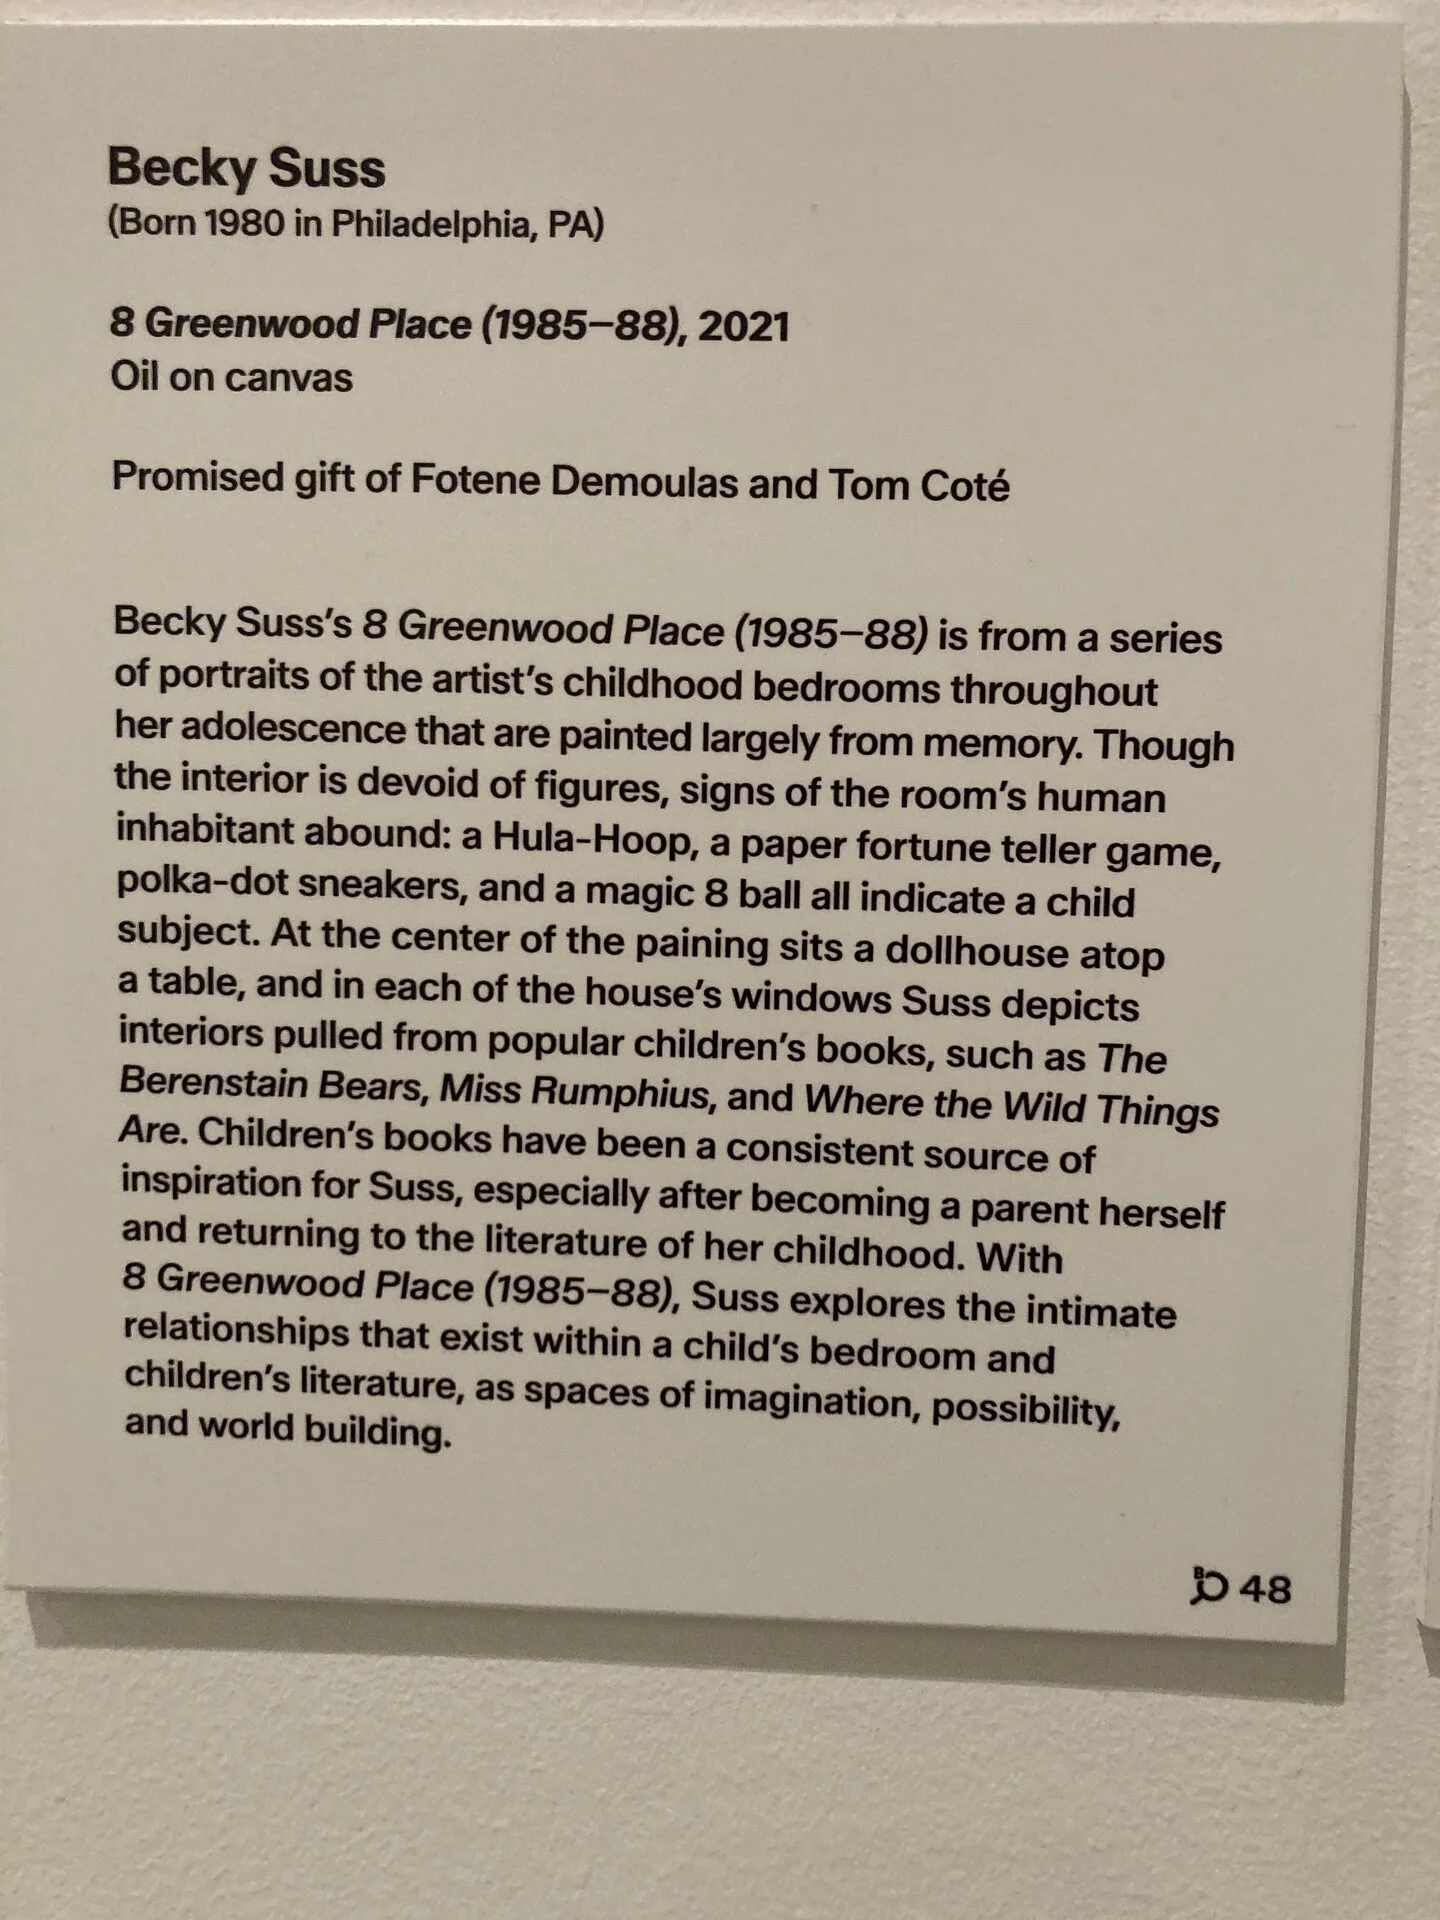 Becky Suss
(Born 1980 in Philadelphia, PA)
8 Greenwood Place (1985–88), 2021
Oil on canvas
Promised gift of Fotene Demoulas and Tom Coté
Becky Suss's 8 Greenwood Place (1985–88) is from a series
of portraits of the artist's childhood bedrooms throughout
her adolescence that are painted largely from memory. Though
the interior is devoid of figures, signs of the room's human
inhabitant abound: a Hula-Hoop, a paper fortune teller game,
polka-dot sneakers, and a magic 8 ball all indicate a child
subject. At the center of the paining sits a dollhouse atop
a table, and in each of the house's windows Suss depicts
interiors pulled from popular children's books, such as The
Berenstain Bears, Miss Rumphius, and Where the Wild Things
Are. Children's books have been a consistent source of
inspiration for Suss, especially after becoming a parent herself
and returning to the literature of her childhood. With
8 Greenwood Place (1985–88), Suss explores the intimate
relationships that exist within a child's bedroom and
children's literature, as spaces of imagination, possibility,
and world building.
48